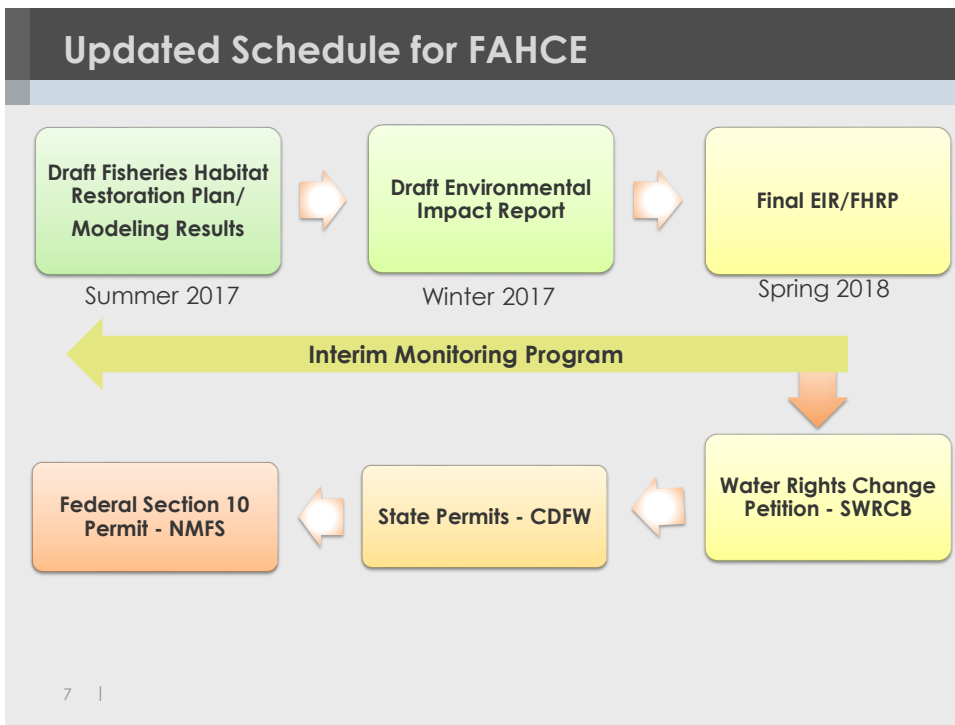 Updated Schedule for FAHCE
Draft Fisheries Habitat
Restoration Plan/
Modeling Results
Draft Environmental
Impact Report
Final EIR/FHRP
Summer 2017
Winter 2017
Spring 2018
Interim Monitoring Program
Federal Section 10
Permit - NMFS
State Permits - CDFW
Water Rights Change
Petition - SWRCB
7 |